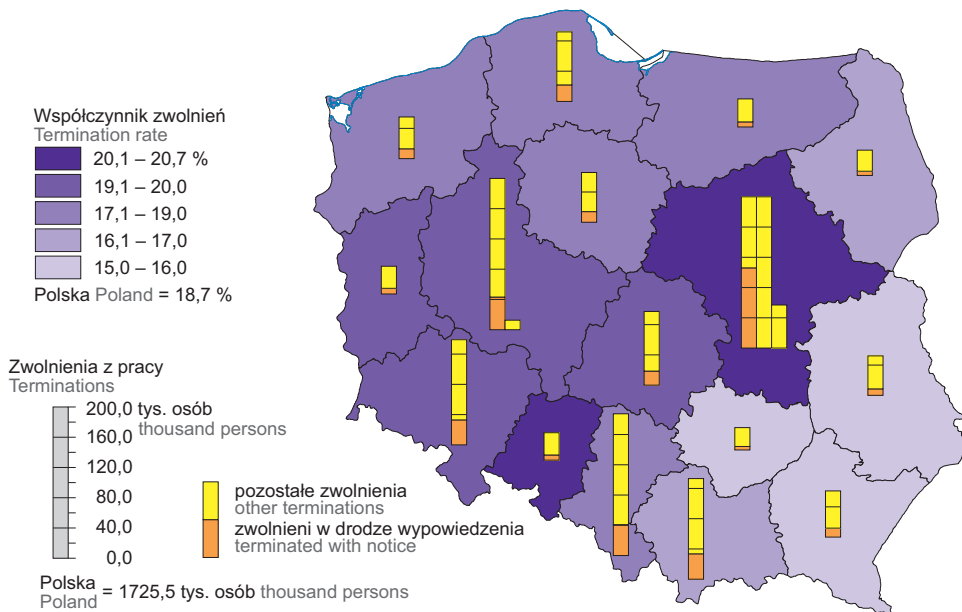 Współczynnik zwolnień
Termination rate
20,1 – 20,7 %
19,1 – 20,0
17,1 – 19,0
16,1 – 17,0
15,0 – 16,0
Polska Poland = 18,7 %
Zwolnienia z pracy
Terminations
200,0 tys. osób
thousand persons
160,0
120,0
80,0
40,0
0,0
pozostałe zwolnienia
other terminations
zwolnieni w drodze wypowiedzenia
terminated with notice
Polska
Poland = 1725,5 tys. osób thousand persons